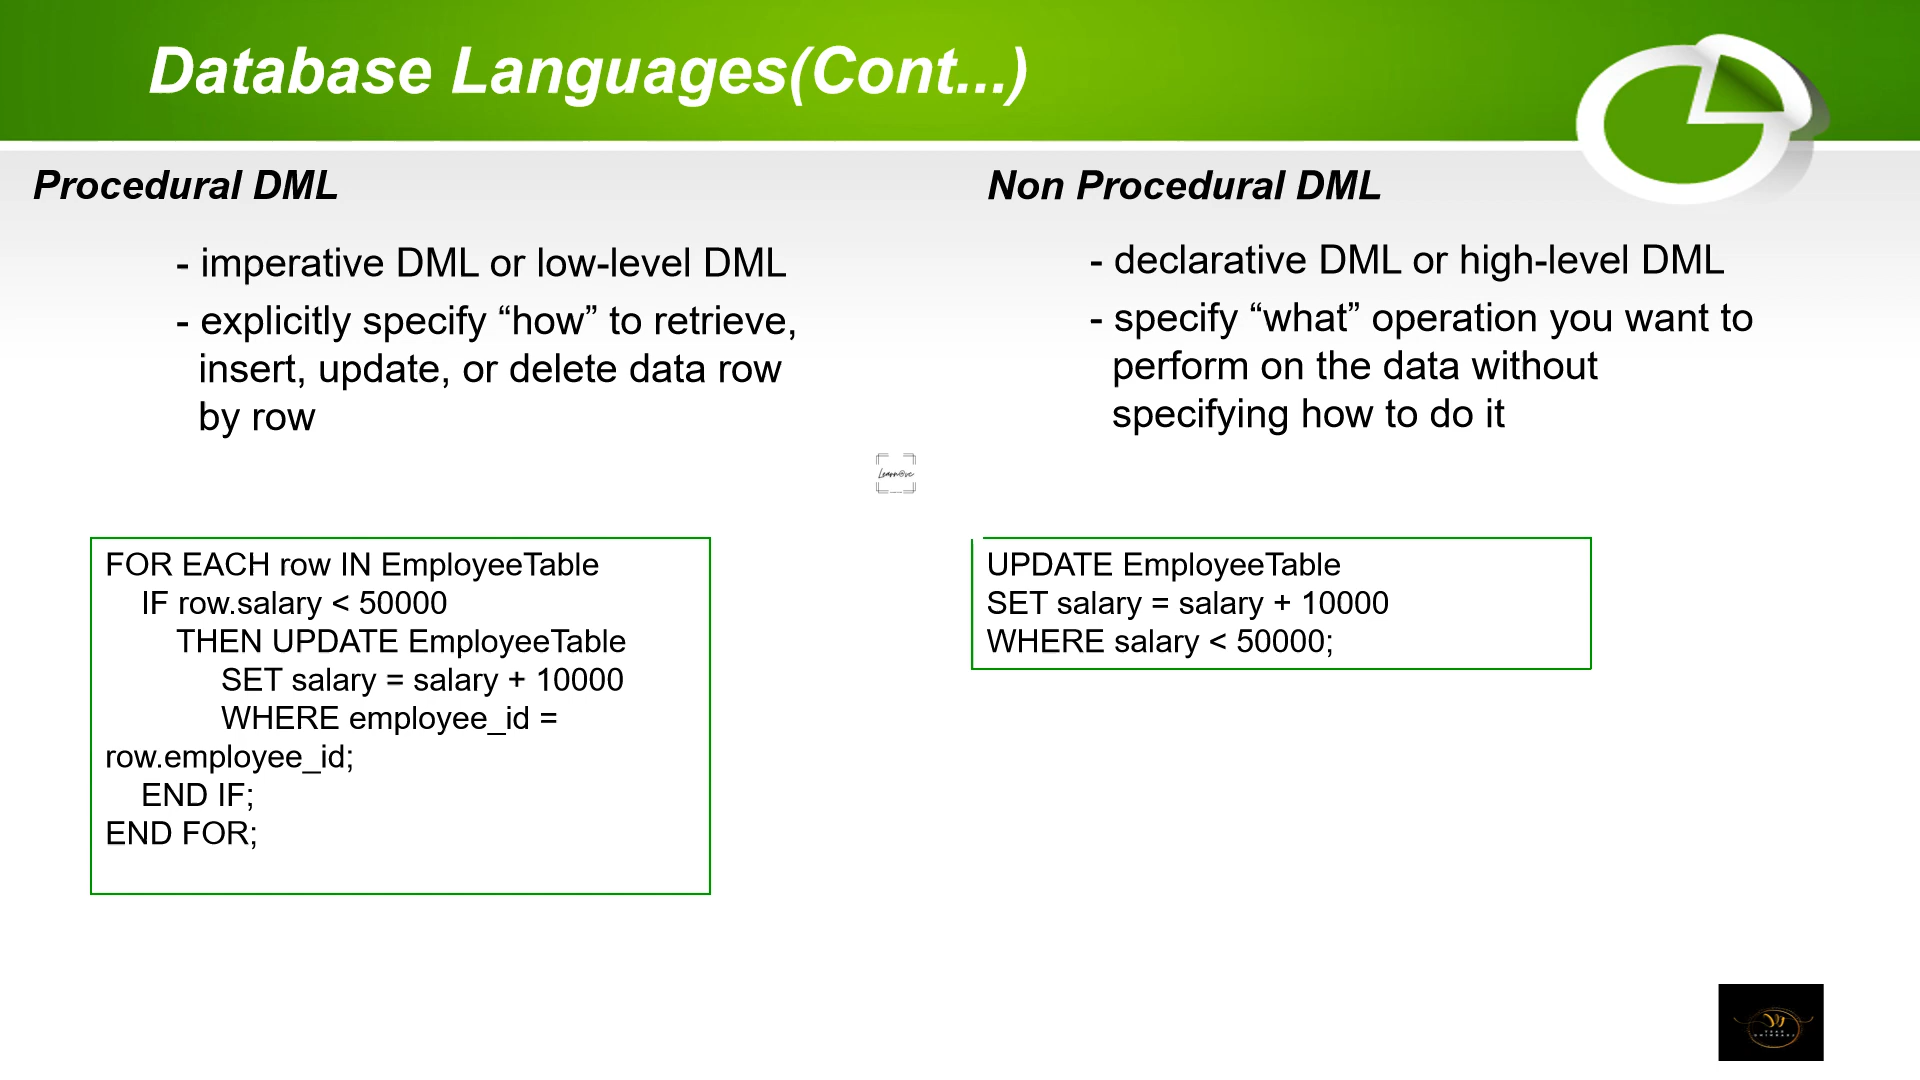 Database Languages(Cont...)
Procedural DML
- imperative DML or low-level DML
- explicitly specify “how” to retrieve,
insert, update, or delete data row
by row
FOR EACH row IN EmployeeTable
IF row.salary < 50000
THEN UPDATE EmployeeTable
SET salary = salary + 10000
WHERE employee_id =
row.employee_id;
END IF;
END FOR;
Non Procedural DML
- declarative DML or high-level DML
- specify “what” operation you want to
perform on the data without
specifying how to do it
UPDATE EmployeeTable
SET salary = salary + 10000
WHERE salary < 50000;